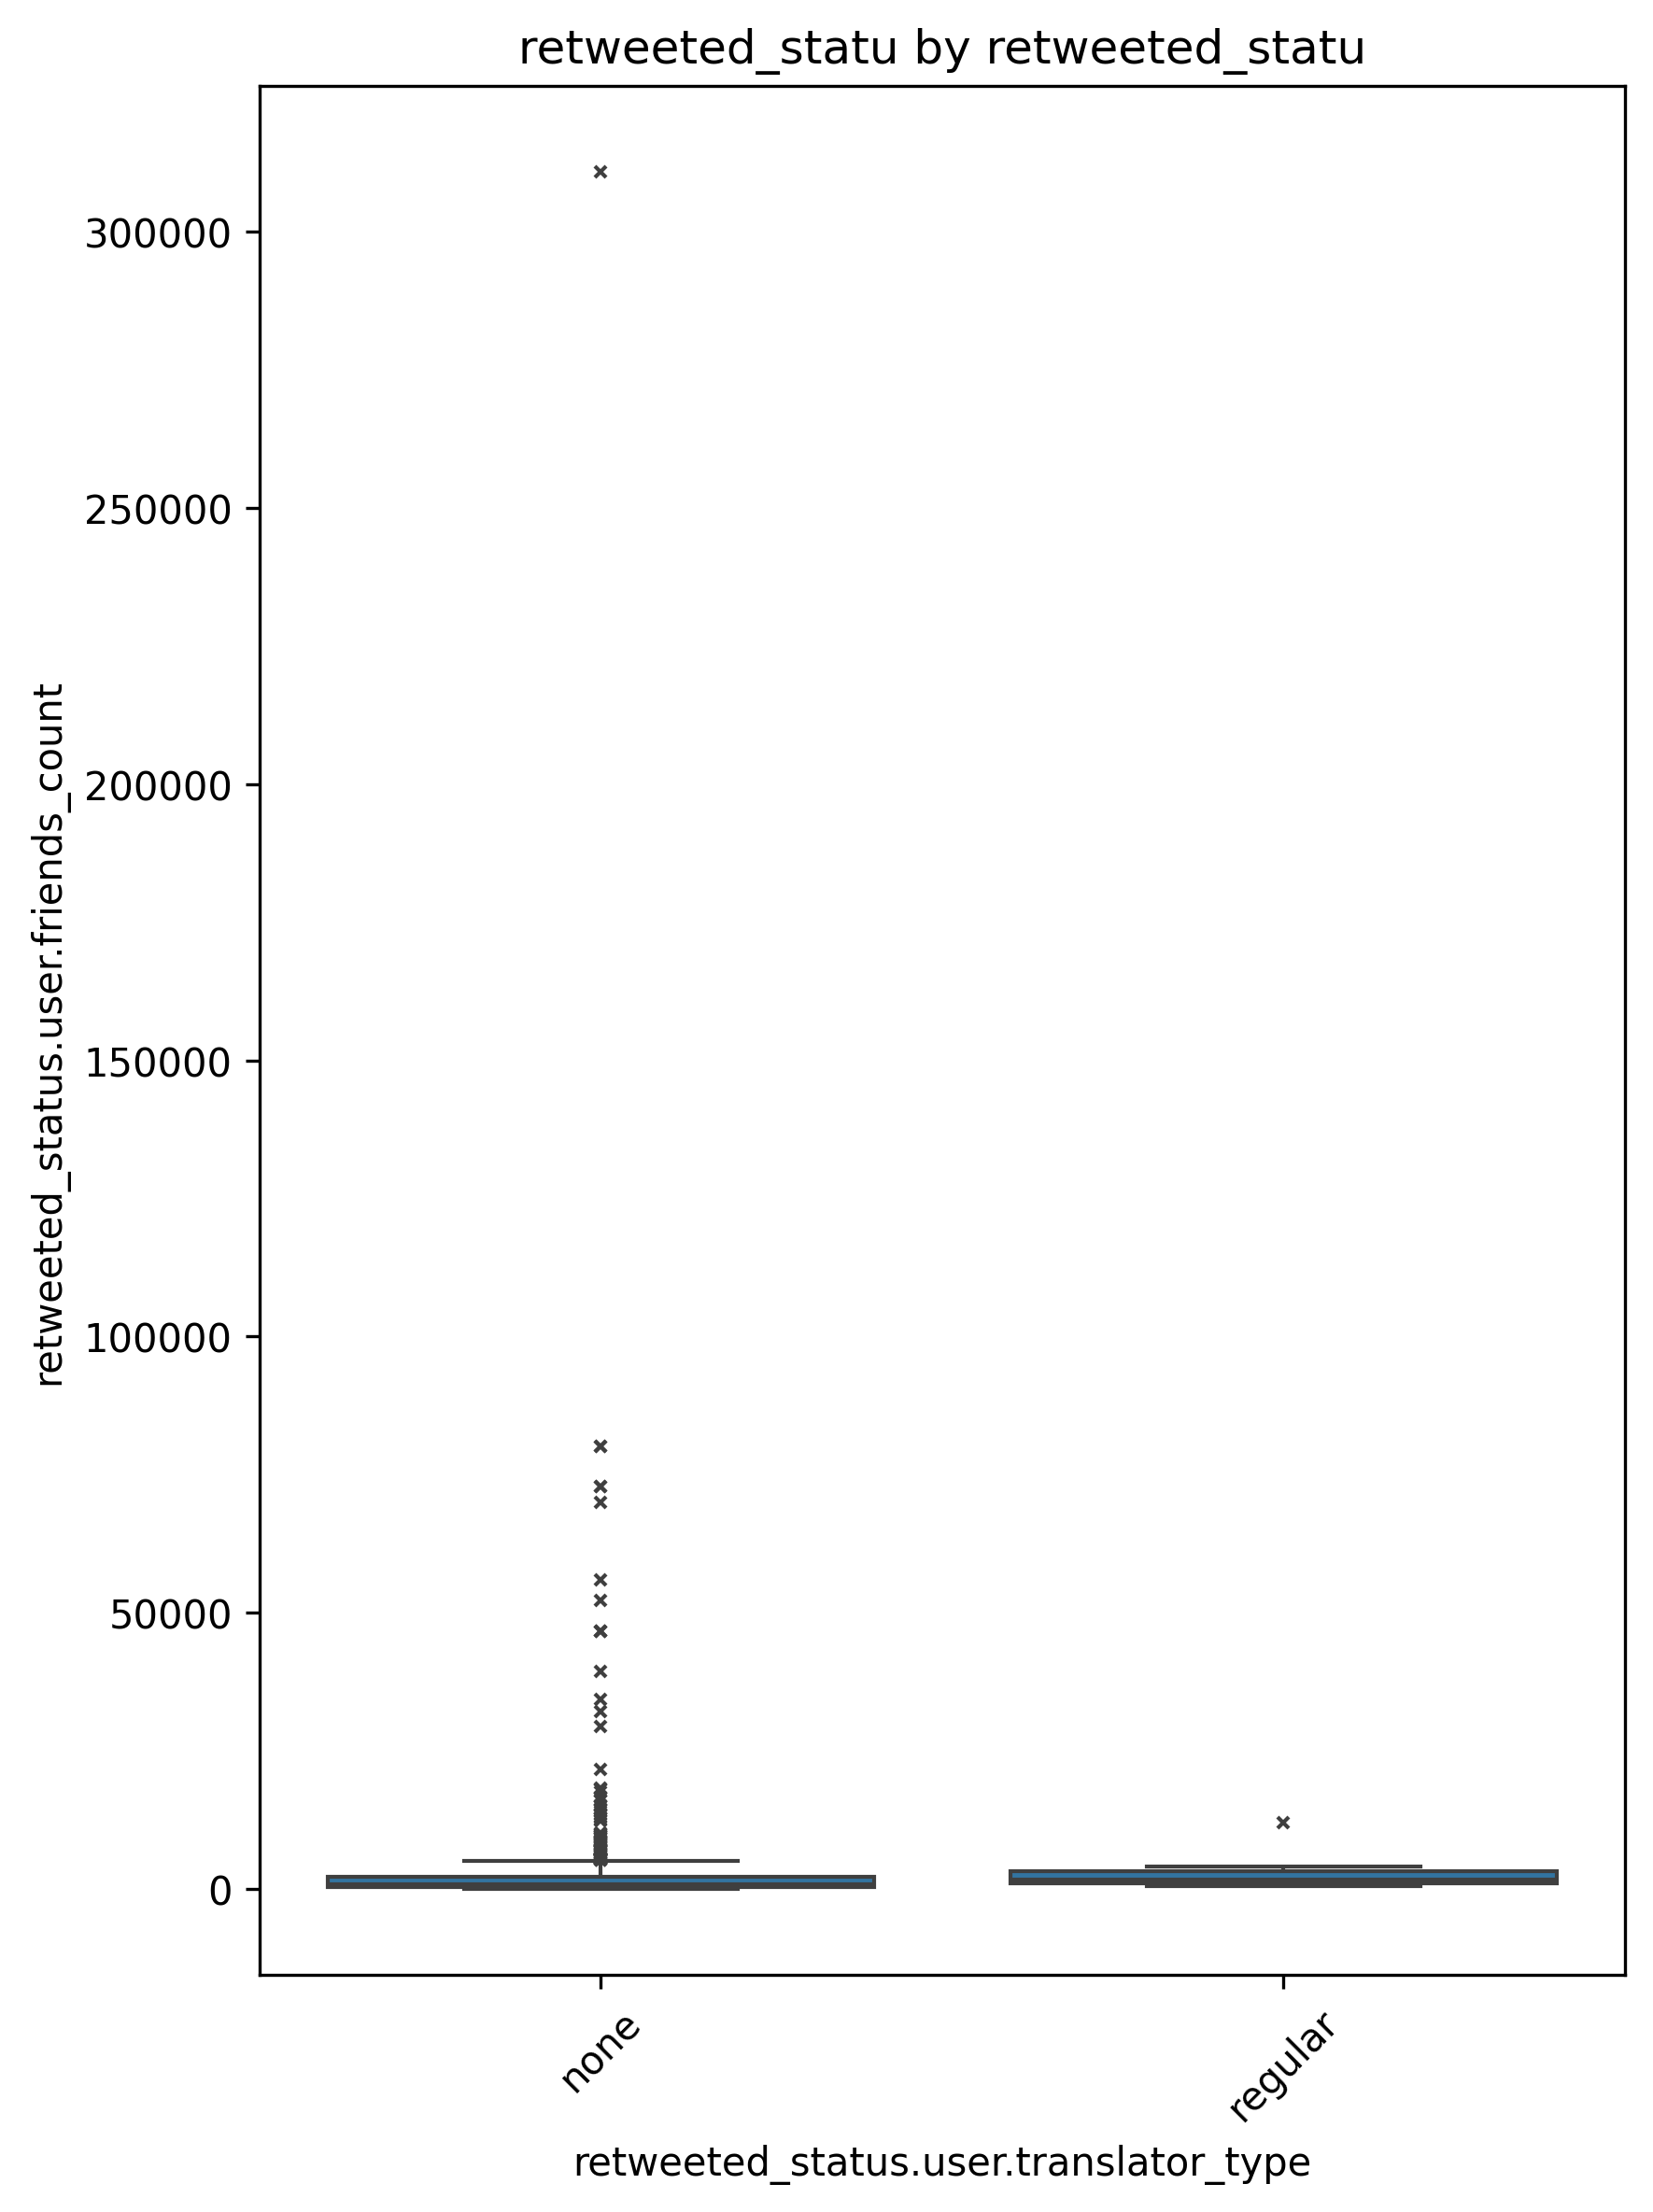 retweeted_statu by retweeted_statu
retweeted_status.user.friends_count
300000
250000
200000
150000
100000
50000
0
none
regular
retweeted_status.user.translator_type